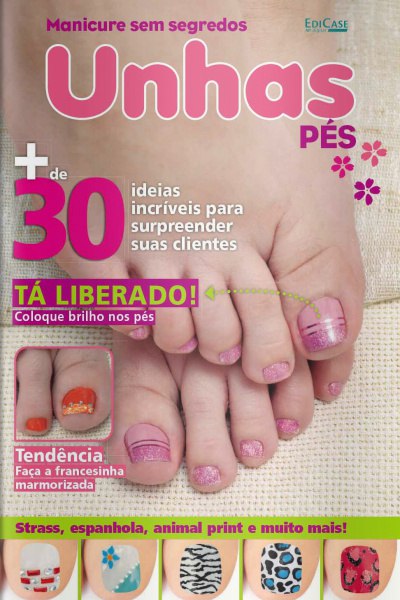 Manicure sem segredos
EDICASE
Unhas
PÉS
+ de
30
ideias
incríveis para
surpreender
suas clientes
TÁ LIBERADO!
Coloque brilho nos pés
Tendência
Faça a francesinha
marmorizada
Strass, espanhola, animal print e muito mais!